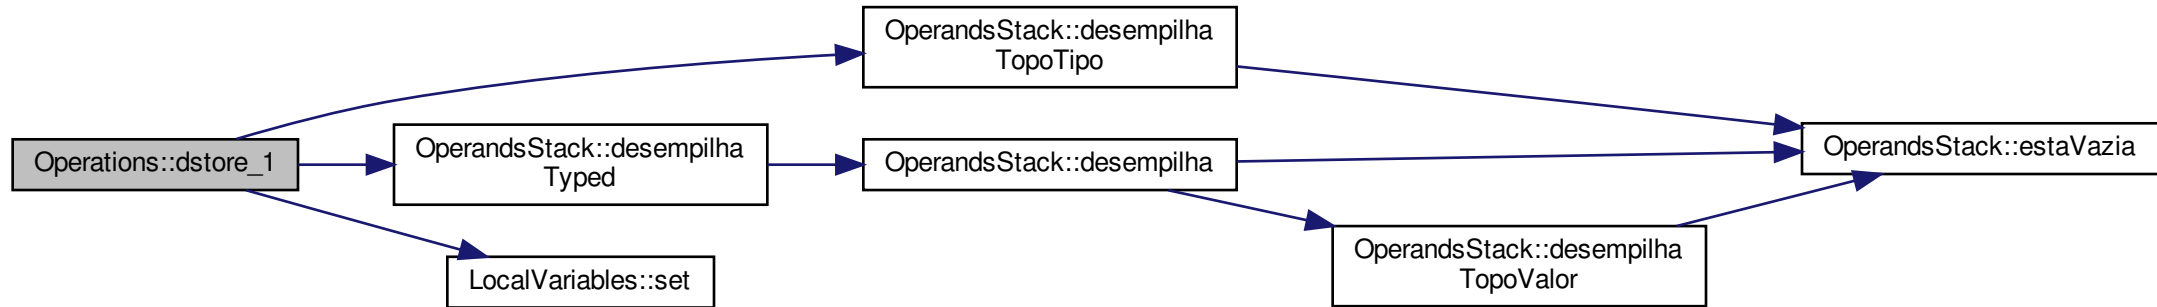 Operations::dstore_1
OperandsStack::desempilha
TopoTipo
OperandsStack::desempilha
Typed
LocalVariables::set
OperandsStack::desempilha
OperandsStack::desempilha
TopoValor
OperandsStack::estaVazia